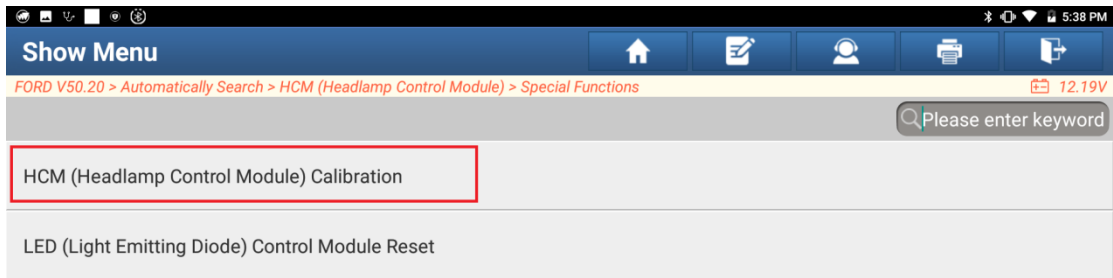 5:38 PM
Show Menu
FORD V50.20 > Automatically Search > HCM (Headlamp Control Module) > Special Functions
12.19V
Please enter keyword
HCM (Headlamp Control Module) Calibration
LED (Light Emitting Diode) Control Module Reset